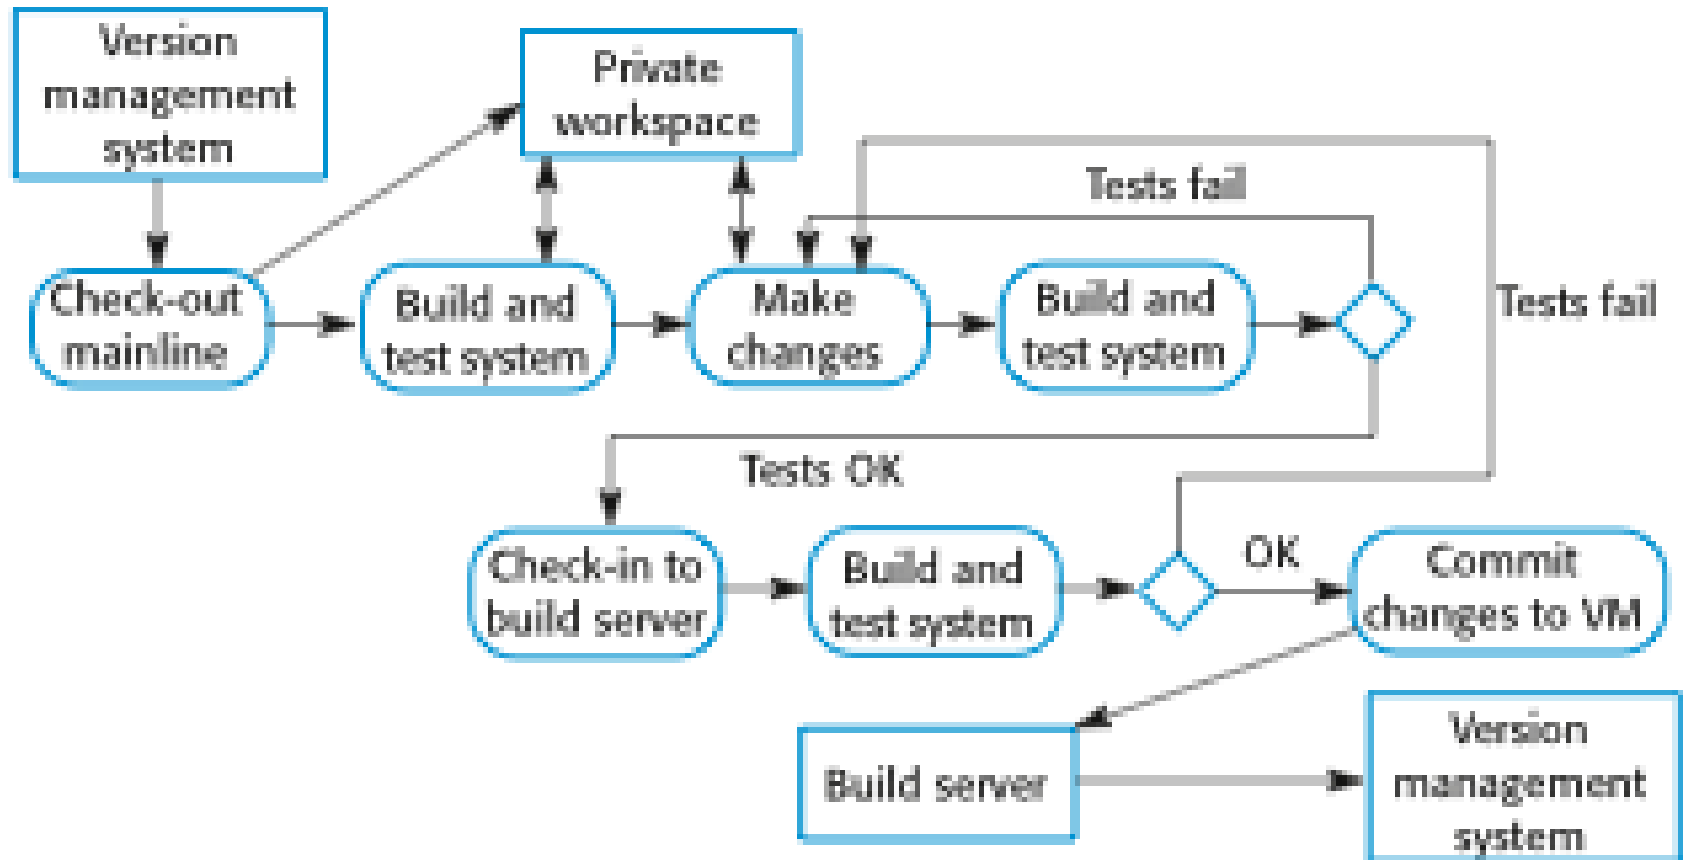 Version
management
system
Private
workspace
Tests fail
Check-out
mainline
Build and
test system
Make
changes
Build and
test system
Tests fail
Tests OK
Check-in to
build server
Build and
test system
OK
Commit
changes to VM
Build server
Version
management
system